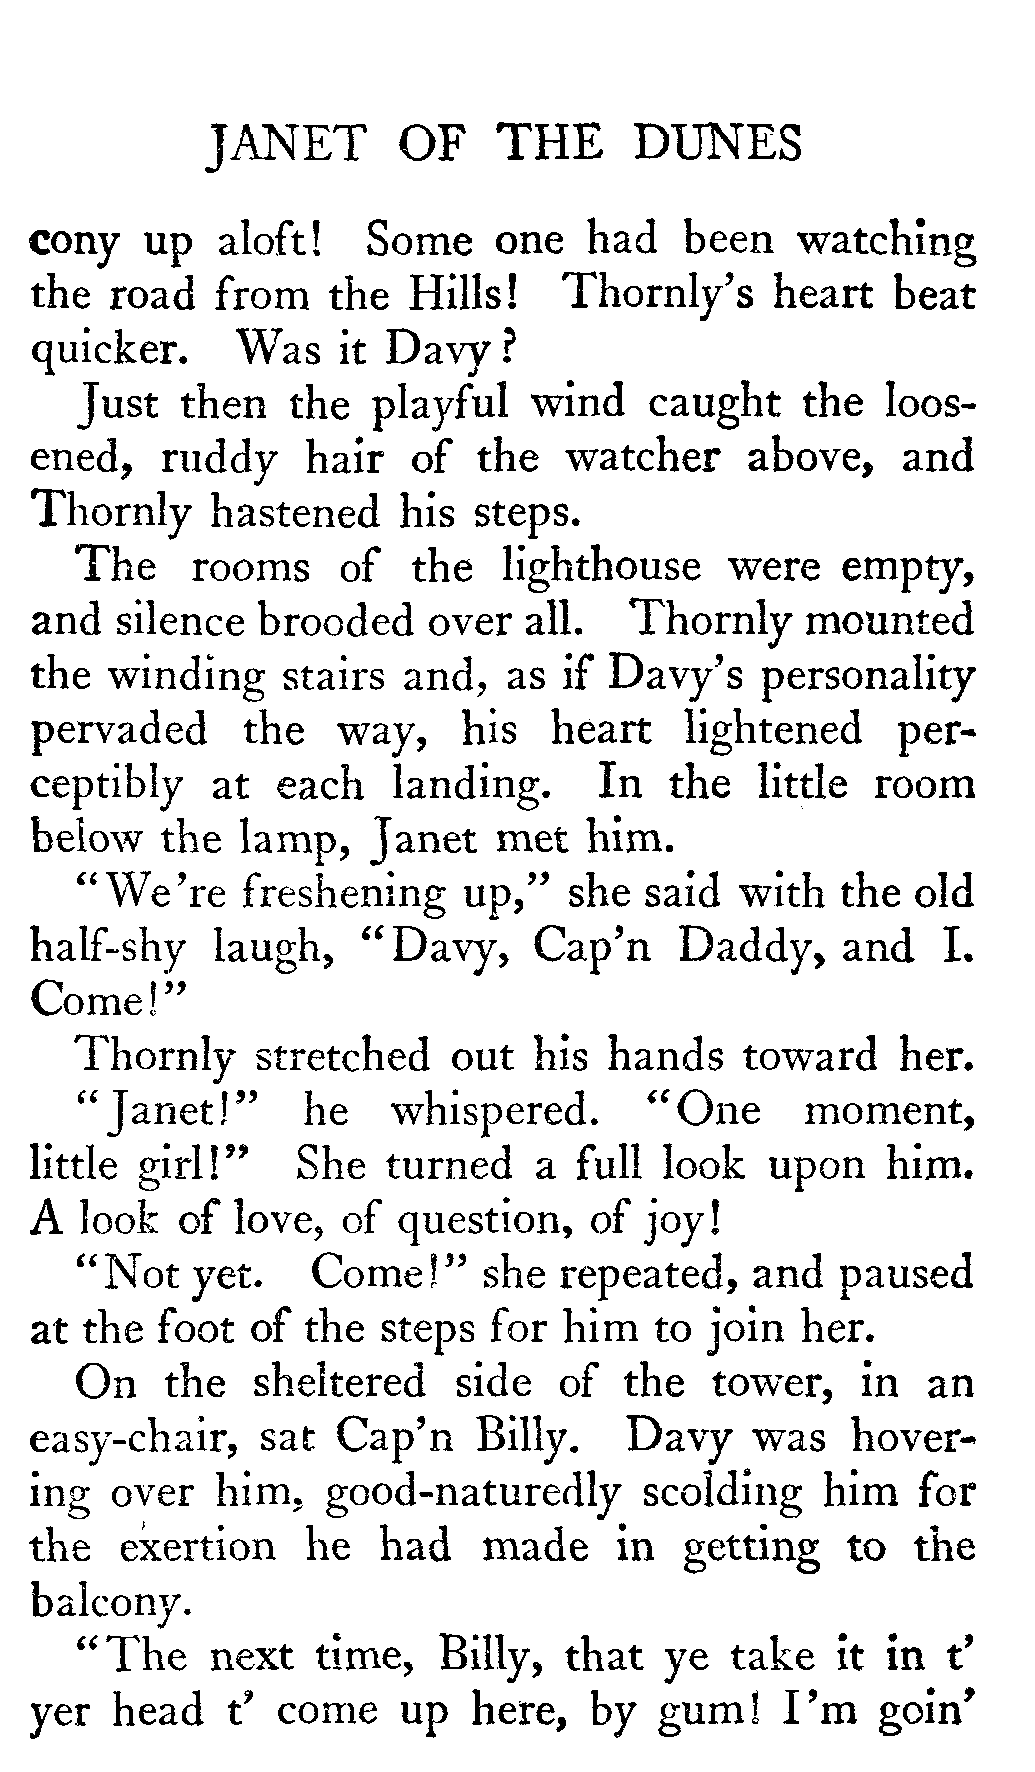 JANET OF THE DUNES
cony up aloft! Some one had been watching
the road from the Hills! Thornly's heart beat
quicker. Was it Davy?
Just then the playful wind caught the loos-
ened, ruddy hair of the watcher above, and
Thornly hastened his steps.
The rooms of the lighthouse were empty,
and silence brooded over all. Thornly mounted
the winding stairs and, as if Davy's personality
pervaded the way, his heart lightened per-
ceptibly at each landing. In the little room
below the lamp, Janet met him.
"We're freshening up," she said with the old
half-shy laugh, "Davy, Cap'n Daddy, and I.
Come!"
Thornly stretched out his hands toward her.
"Janet!" he whispered. "One moment,
little girl!" She turned a full look upon him.
A look of love, of question, of joy!
"Not yet. Come!" she repeated, and paused
at the foot of the steps for him to join her.
On the sheltered side of the tower, in an
easy-chair, sat Cap'n Billy. Davy was hover-
ing over him, good-naturedly scolding him for
the exertion he had made in getting to the
balcony.
"The next time, Billy, that ye take it in t'
yer head t' come up here, by gum! I'm goin'